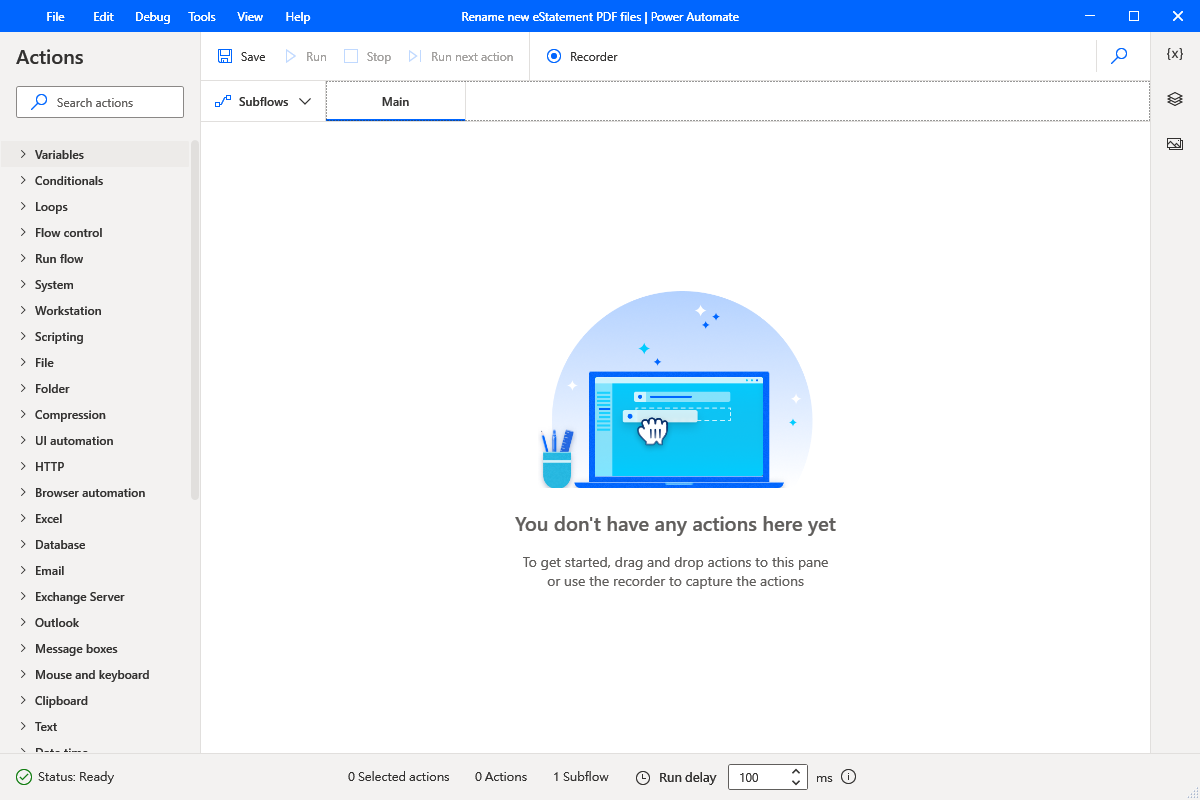 File Edit Debug Tools View Help Rename new eStatement PDF files | Power Automate
Actions
Save Run Stop Run next action Recorder
{x}
Search actions
Subflows Main
Variables
Conditionals
Loops
Flow control
Run flow
System
Workstation
Scripting
File
Folder
Compression
UI automation
HTTP
Browser automation
Excel
Database
Email
Exchange Server
Outlook
Message boxes
Mouse and keyboard
Clipboard
Text
Date time
You don't have any actions here yet
To get started, drag and drop actions to this pane
or use the recorder to capture the actions
Status: Ready 0 Selected actions 0 Actions 1 Subflow Run delay 100 ms